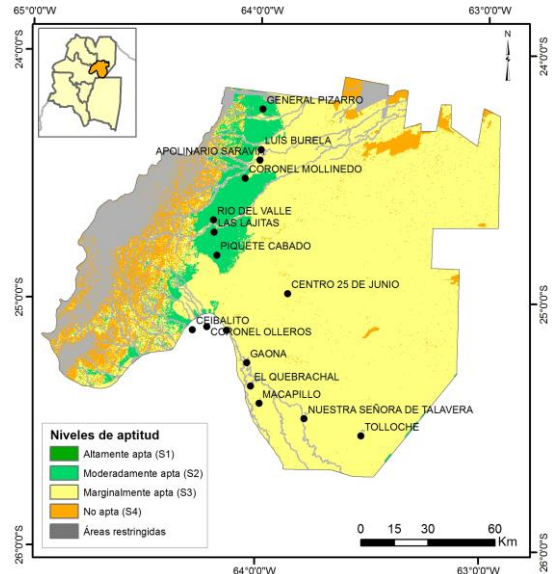 65°0'0"W
64°0'0"W
63°0'0"W
24°0'0"S
24°0'0"S
N
GENERAL PIZARRO
LUIS BURELA
APOLINARIO SARAVIA
CORONEL MOLLINEDO
RIO DEL VALLE
LAS LAJITAS
PIQUETE CABADO
25°0'0"S
25°0'0"S
CENTRO 25 DE JUNIO
CEIBALITO
CORONEL OLLEROS
GAONA
EL QUEBRACHAL
MACAPILLO
NUESTRA SEÑORA DE TALAVERA
TOLLOCHE
Niveles de aptitud
Altamente apta (S1)
Moderadamente apta (S2)
Marginalmente apta (S3)
No apta (S4)
Áreas restringidas
0 15 30 60
Km
26°0'0"S
26°0'0"S
64°0'0"W
63°0'0"W